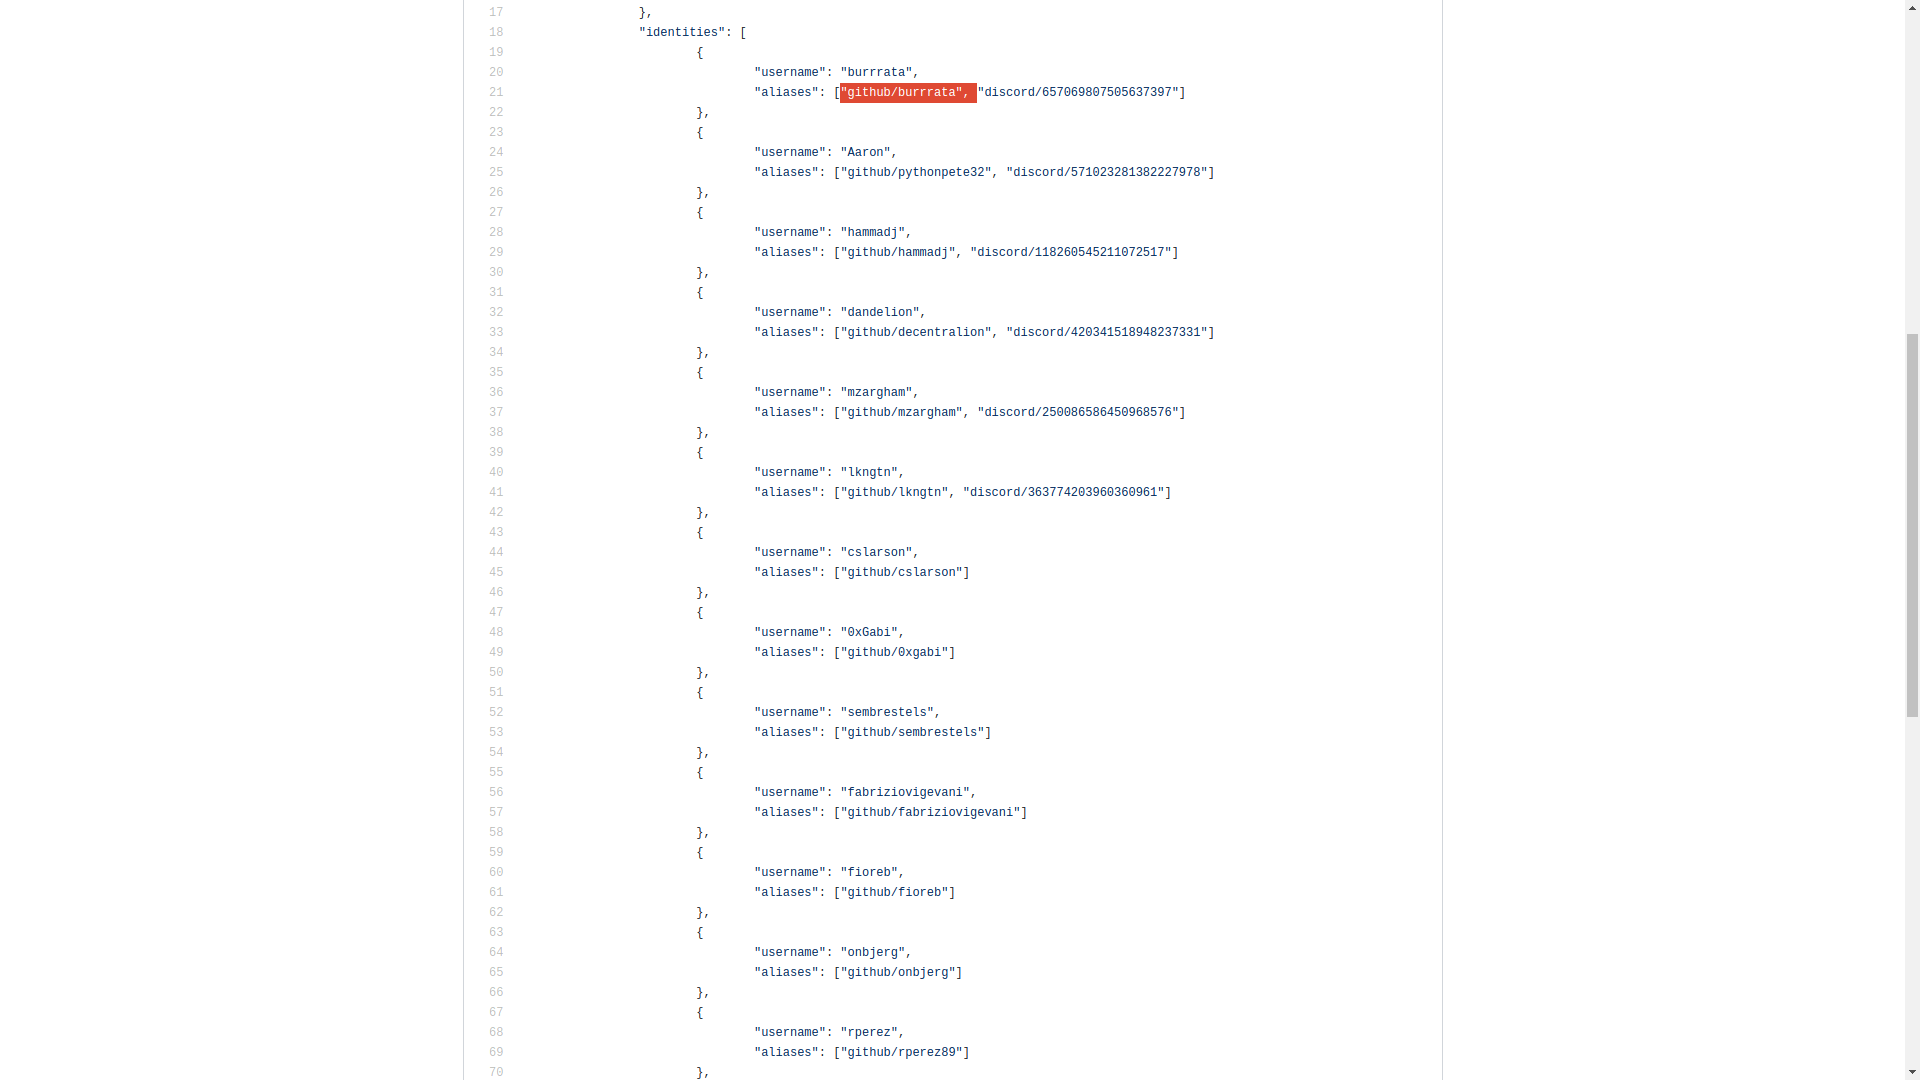 17 },
18 "identities": [
19 {
20 "username": "burrrata",
21 "aliases": ["github/burrrata", "discord/657069807505637397"]
22 },
23 {
24 "username": "Aaron",
25 "aliases": ["github/pythonpete32", "discord/571023281382227978"]
26 },
27 {
28 "username": "hammadj",
29 "aliases": ["github/hammadj", "discord/118260545211072517"]
30 },
31 {
32 "username": "dandelion",
33 "aliases": ["github/decentralion", "discord/420341518948237331"]
34 },
35 {
36 "username": "mzargham",
37 "aliases": ["github/mzargham", "discord/250086586450968576"]
38 },
39 {
40 "username": "lkngtn",
41 "aliases": ["github/lkngtn", "discord/363774203960360961"]
42 },
43 {
44 "username": "cslarson",
45 "aliases": ["github/cslarson"]
46 },
47 {
48 "username": "0xGabi",
49 "aliases": ["github/0xgabi"]
50 },
51 {
52 "username": "sembrestels",
53 "aliases": ["github/sembrestels"]
54 },
55 {
56 "username": "fabriziovigevani",
57 "aliases": ["github/fabriziovigevani"]
58 },
59 {
60 "username": "fioreb",
61 "aliases": ["github/fioreb"]
62 },
63 {
64 "username": "onbjerg",
65 "aliases": ["github/onbjerg"]
66 },
67 {
68 "username": "rperez",
69 "aliases": ["github/rperez89"]
70 },